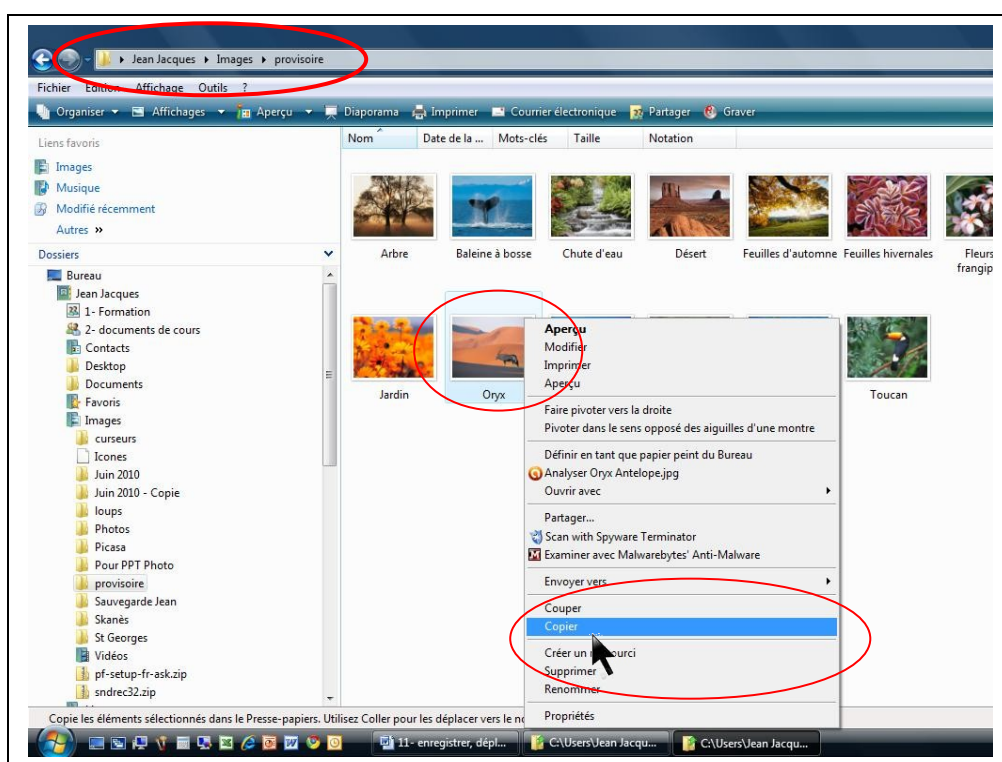 Jean Jacques ▸ Images ▸ provisoire
Fichier Edition Affichage Outils ?
Organiser Affichages Aperçu Diaporama Imprimer Courrier électronique Partager Graver
Liens favoris
Images
Musique
Modifié récemment
Autres »
Dossiers
Bureau
Jean Jacques
1- Formation
2- documents de cours
Contacts
Desktop
Documents
Favoris
Images
curseurs
Icones
Juin 2010
Juin 2010 - Copie
loups
Photos
Picasa
Pour PPT Photo
provisoire
Sauvegarde Jean
Skanès
St Georges
Vidéos
pf-setup-fr-ask.zip
sndrec32.zip
Nom Date de la ... Mots-clés Taille Notation
Arbre Baleine à bosse Chute d'eau Désert Feuilles d'automne Feuilles hivernales Fleurs
frangip
Jardin Oryx Toucan
Aperçu
Modifier
Imprimer
Aperçu
Faire pivoter vers la droite
Pivoter dans le sens opposé des aiguilles d'une montre
Définir en tant que papier peint du Bureau
Analyser Oryx Antelope.jpg
Ouvrir avec
Partager...
Scan with Spyware Terminator
Examiner avec Malwarebytes' Anti-Malware
Envoyer vers
Couper
Copier
Créer un raccourci
Supprimer
Renommer
Propriétés
Copie les éléments sélectionnés dans le Presse-papiers. Utilisez Coller pour les déplacer vers le
11- enregistrer, dépl... C:\Users\Jean Jacqu... C:\Users\Jean Jacqu...